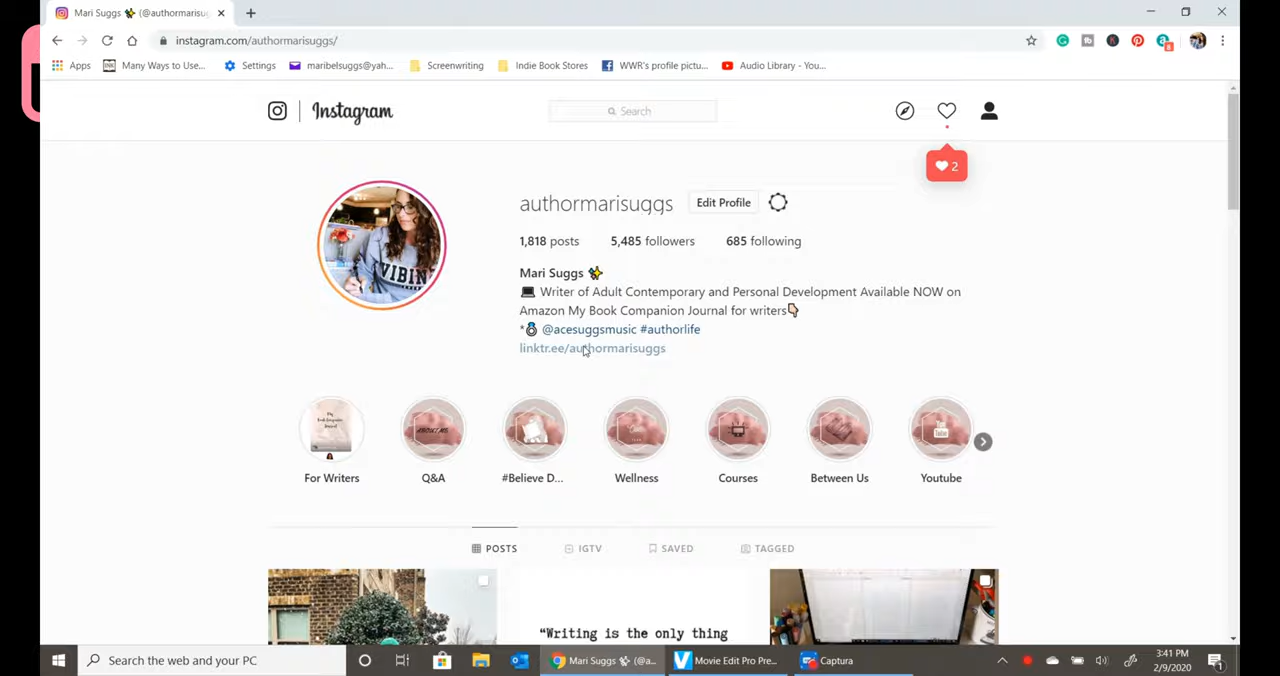 Mari Suggs ✨ (@authormarisug
instagram.com/authormarisuggs/
Apps
Many Ways to Use...
Settings
maribelsuggs@yah...
Screenwriting
Indie Book Stores
WWR's profile pictu...
Audio Library - You...
Instagram
Search
2
authormarisuggs
Edit Profile
1,818 posts
5,485 followers
685 following
Mari Suggs ✨
💻 Writer of Adult Contemporary and Personal Development Available NOW on
Amazon My Book Companion Journal for writers👇🏻
*💍 @acesuggsmusic #authorlife
linktr.ee/authormarisuggs
VIBIN
For Writers
Q&A
#Believe D...
Wellness
Courses
Between Us
Youtube
POSTS
IGTV
SAVED
TAGGED
“Writing is the only thing
Search the web and your PC
Mari Suggs ✨ (@a...
Movie Edit Pro Pre...
Captura
3:41 PM
2/9/2020
1